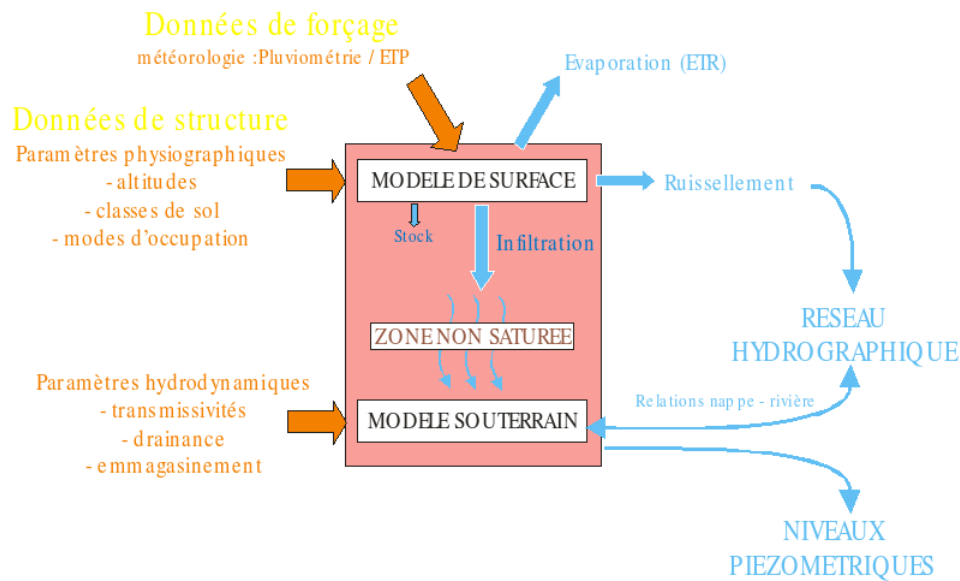 Données de forçage
météorologie :Pluviométrie / ETP
Evaporation (ETR)
Données de structure
Paramètres physiographiques
- altitudes
- classes de sol
- modes d'occupation
MODELE DE SURFACE
Ruissellement
Stock
Infiltration
ZONE NON SATUREE
RESEAU
HYDROGRAPHIQUE
Paramètres hydrodynamiques
- transmissivités
- drainance
- emmagasinement
MODELE SOUTERRAIN
Relations nappe - rivière
NIVEAUX
PIEZOMETRIQUES